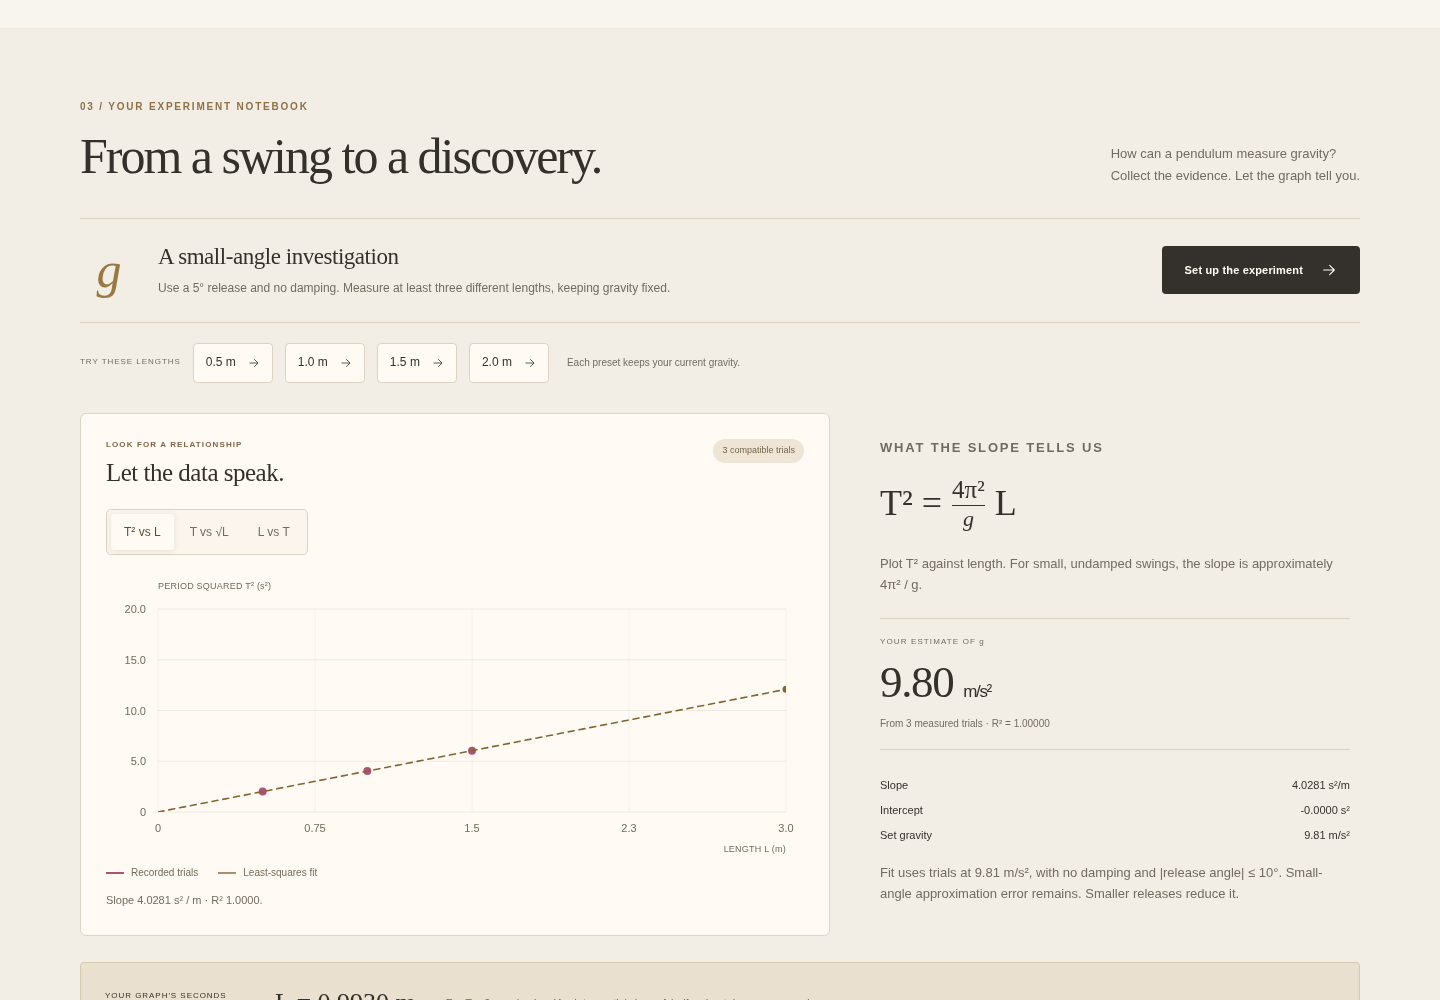 03 / YOUR EXPERIMENT NOTEBOOK
From a swing to a discovery.
How can a pendulum measure gravity?
Collect the evidence. Let the graph tell you.
g
A small-angle investigation
Use a 5° release and no damping. Measure at least three different lengths, keeping gravity fixed.
Set up the experiment →
TRY THESE LENGTHS
0.5 m →
1.0 m →
1.5 m →
2.0 m →
Each preset keeps your current gravity.
LOOK FOR A RELATIONSHIP
Let the data speak.
3 compatible trials
T² vs L
T vs √L
L vs T
PERIOD SQUARED T² (s²)
20.0
15.0
10.0
5.0
0
0
0.75
1.5
2.3
3.0
LENGTH L (m)
Recorded trials
Least-squares fit
Slope 4.0281 s² / m · R² 1.0000.
WHAT THE SLOPE TELLS US
T² = 4π²/g L
Plot T² against length. For small, undamped swings, the slope is approximately
4π² / g.
YOUR ESTIMATE OF g
9.80 m/s²
From 3 measured trials · R² = 1.00000
Slope 4.0281 s²/m
Intercept -0.0000 s²
Set gravity 9.81 m/s²
Fit uses trials at 9.81 m/s², with no damping and |release angle| ≤ 10°. Small-
angle approximation error remains. Smaller releases reduce it.
YOUR GRAPH'S SECONDS
L = 0.9930 m